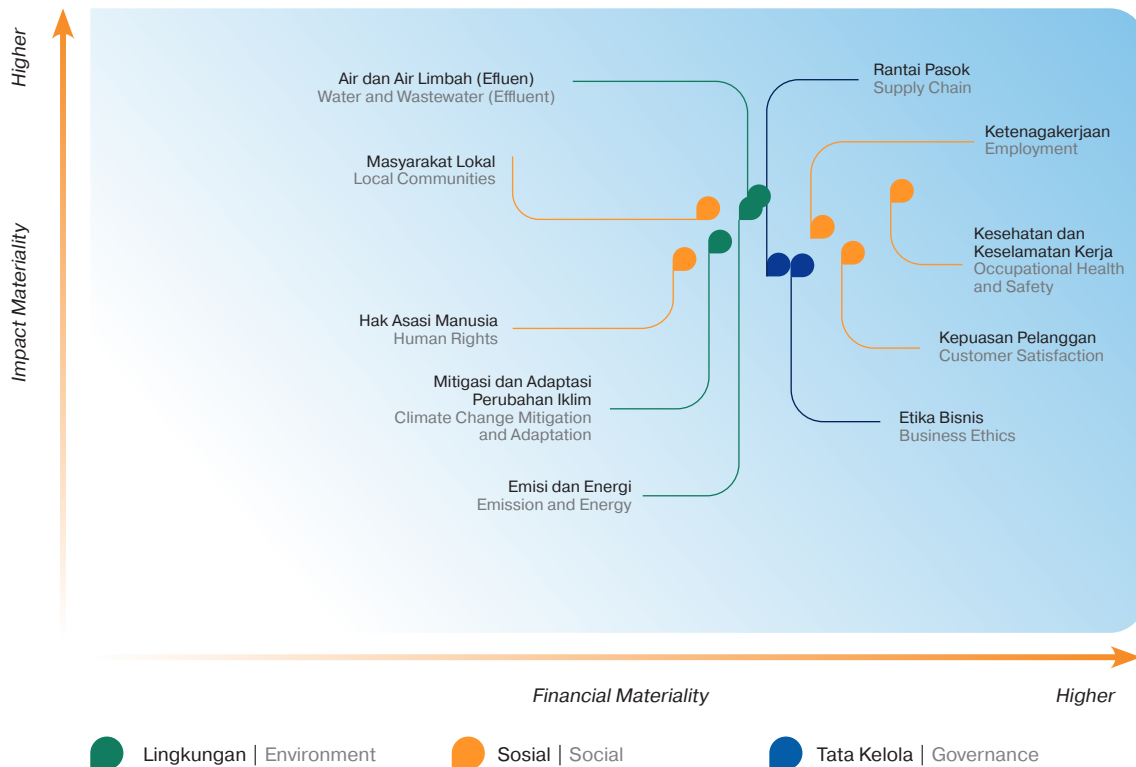 Higher
Impact Materiality
Air dan Air Limbah (Efluen)
Water and Wastewater (Effluent)
Rantai Pasok
Supply Chain
Ketenagakerjaan
Employment
Masyarakat Lokal
Local Communities
Kesehatan dan
Keselamatan Kerja
Occupational Health
and Safety
Hak Asasi Manusia
Human Rights
Kepuasan Pelanggan
Customer Satisfaction
Mitigasi dan Adaptasi
Perubahan Iklim
Climate Change Mitigation
and Adaptation
Etika Bisnis
Business Ethics
Emisi dan Energi
Emission and Energy
Financial Materiality
Higher
Lingkungan | Environment
Sosial | Social
Tata Kelola | Governance